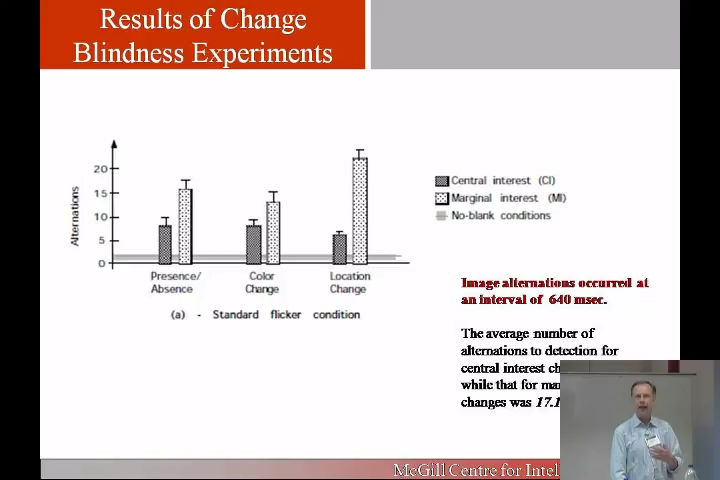 Results of Change
Blindness Experiments
20
15
10
5
0
Alternations
Presence/
Absence
Color
Change
Location
Change
(a) - Standard flicker condition
Central interest (CI)
Marginal interest (MI)
No-blank conditions
Image alternations occurred at
an interval of 640 msec.
The average number of
alternations to detection for
central interest
while that for
changes was 17.1
McGill Centre for